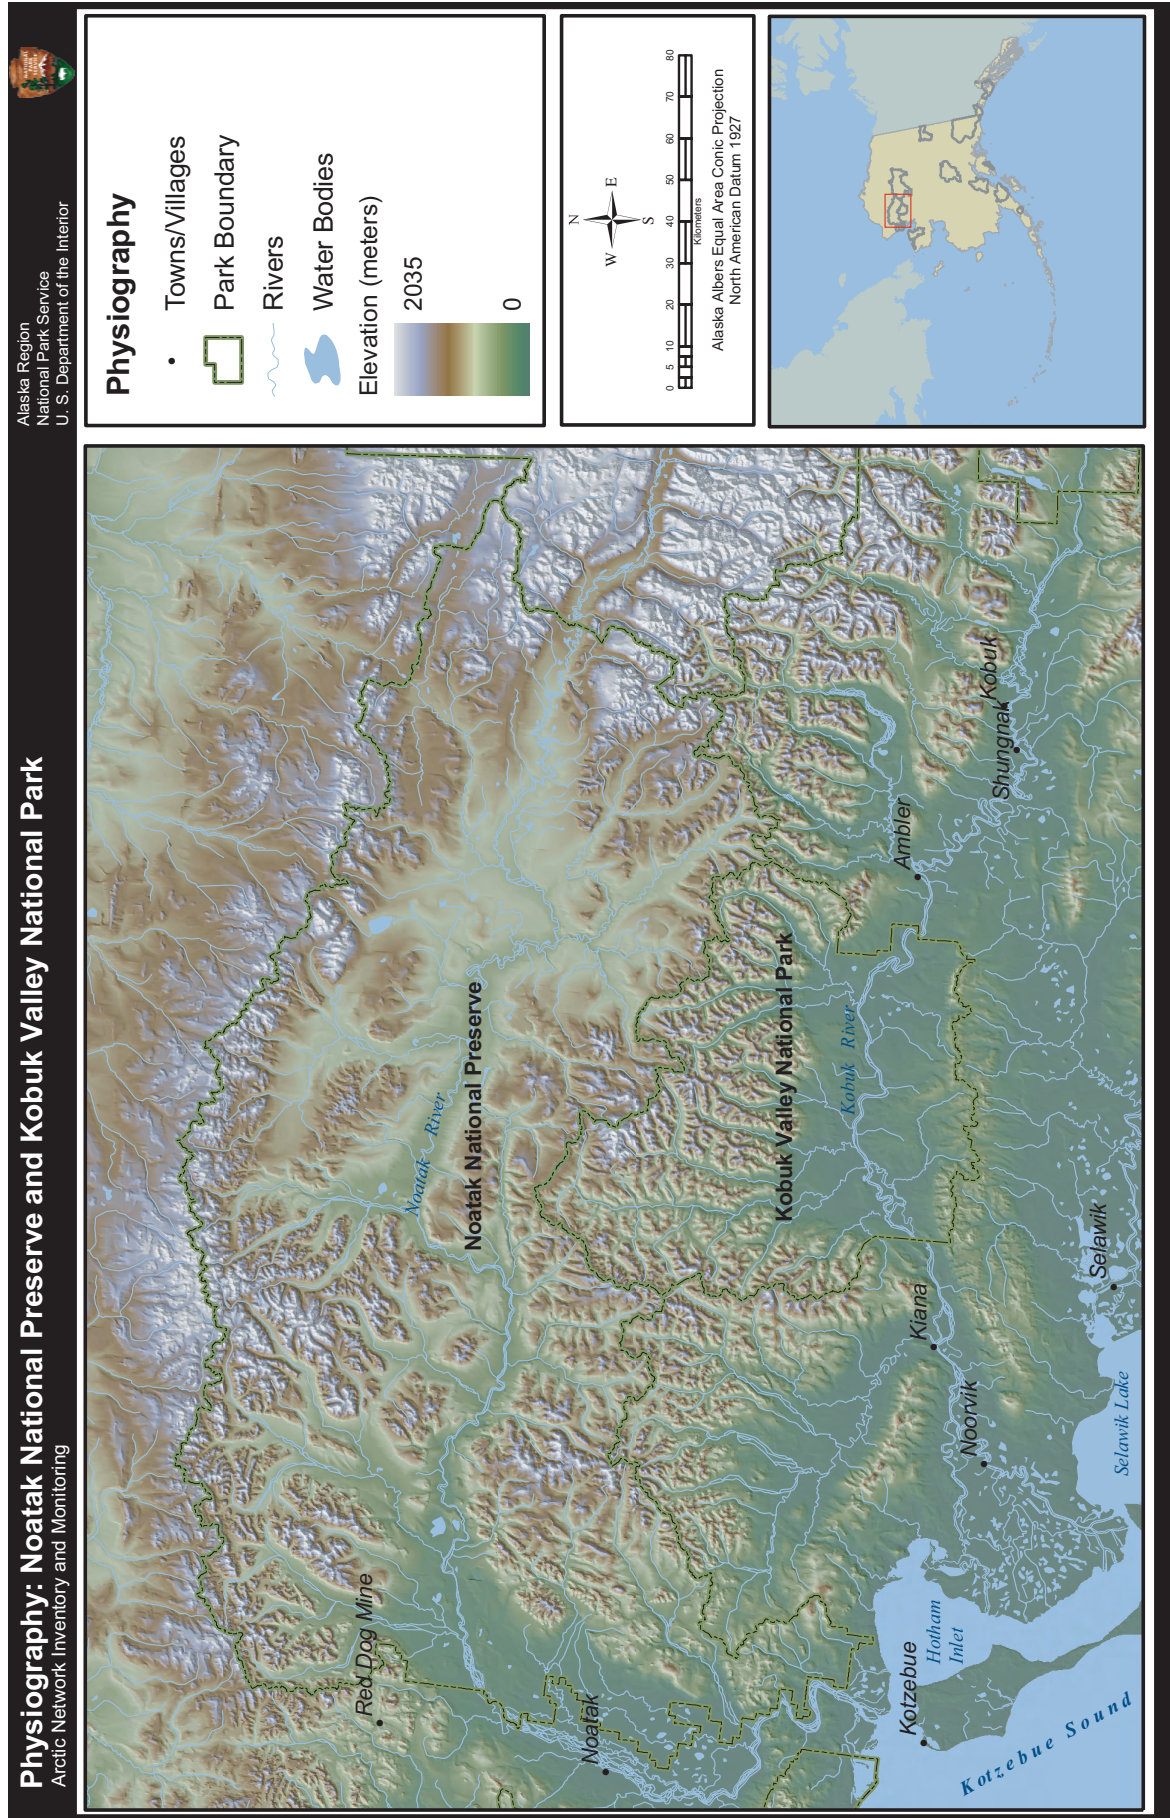 Physiography: Noatak National Preserve and Kobuk Valley National Park
Arctic Network Inventory and Monitoring
Alaska Region
National Park Service
U. S. Department of the Interior
NATIONAL
PARK
SERVICE
Red Dog Mine
Noatak
Noatak River
Noatak National Preserve
Kobuk Valley National Park
Kobuk River
Ambler
Shungnak
Kobuk
Kiana
Noorvik
Selawik
Selawik Lake
Kotzebue
Hotham
Inlet
Kotzebue Sound
Physiography
Towns/Villages
Park Boundary
Rivers
Water Bodies
Elevation (meters)
2035
0
N
W
E
S
0 5 10 20 30 40 50 60 70 80
Kilometers
Alaska Albers Equal Area Conic Projection
North American Datum 1927